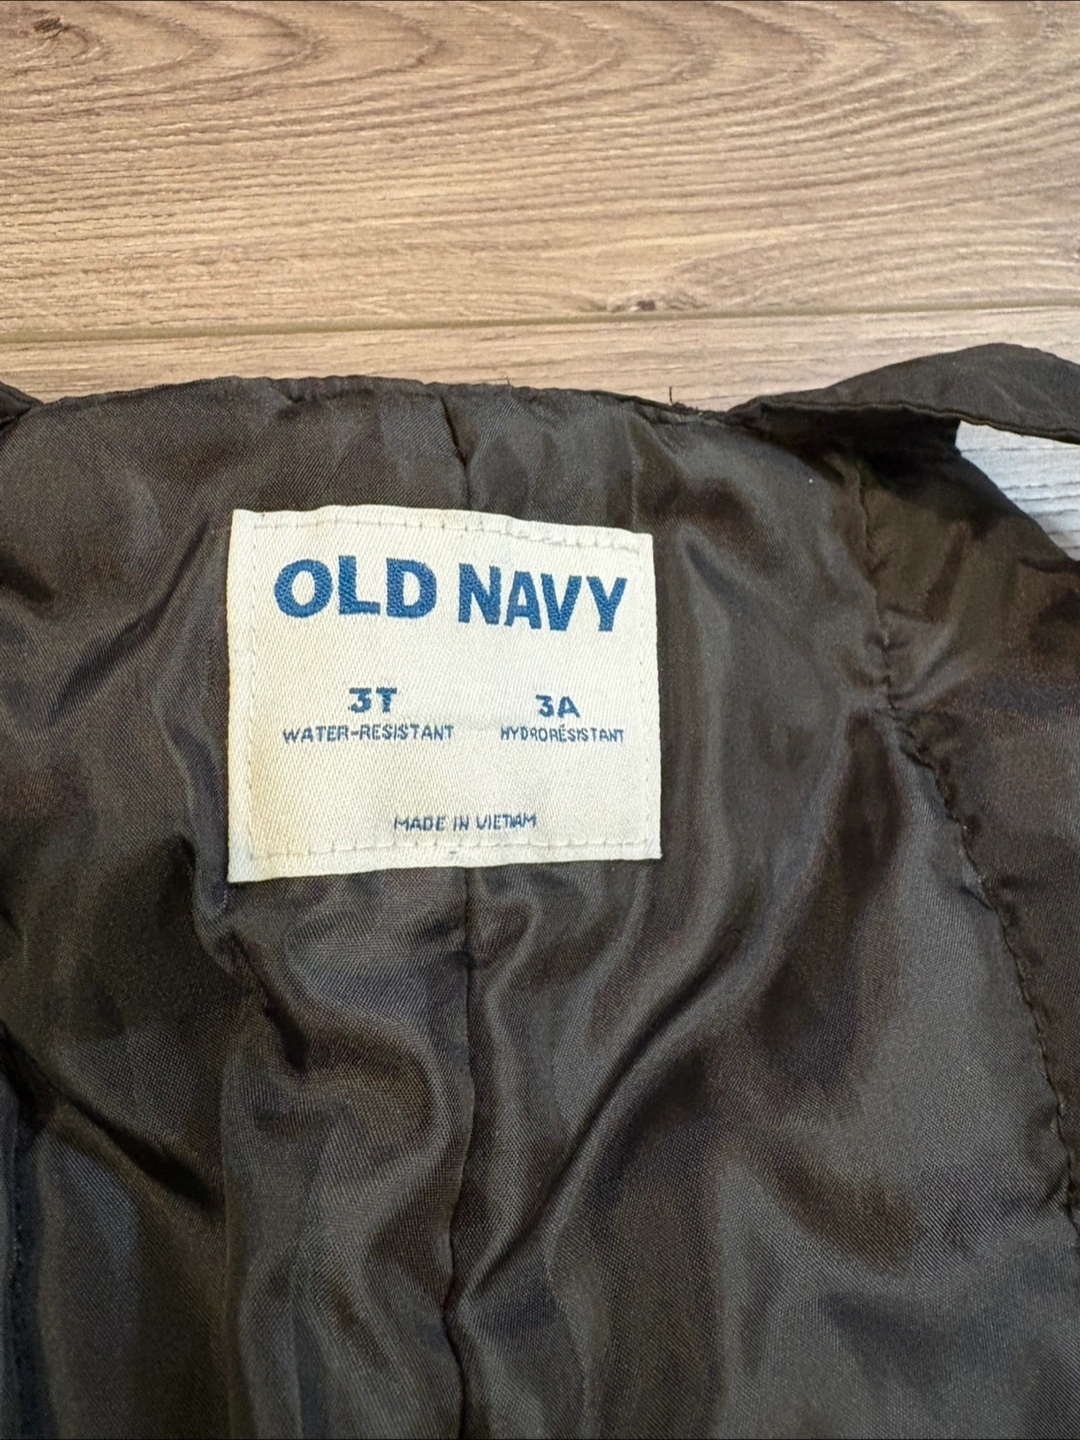 OLD NAVY
3T 3A
WATER-RESISTANT HYDRORÉSISTANT
MADE IN VIETNAM